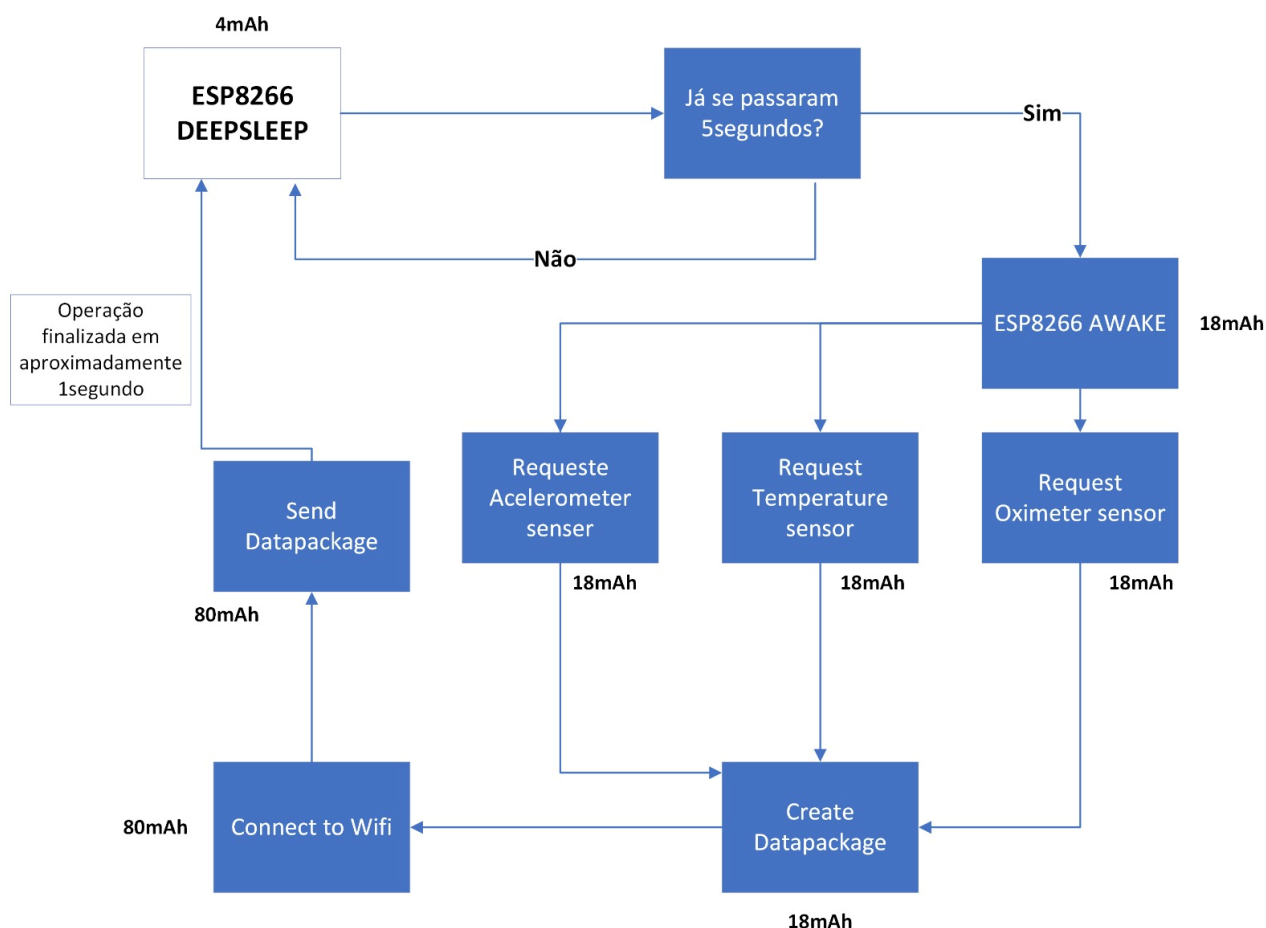 4mAh
ESP8266
DEEPSLEEP
Já se passaram
5segundos?
Sim
Não
ESP8266 AWAKE
18mAh
Operação
finalizada em
aproximadamente
1segundo
Requeste
Acelerometer
senser
18mAh
Request
Temperature
sensor
18mAh
Request
Oximeter sensor
18mAh
Send
Datapackage
80mAh
Connect to Wifi
80mAh
Create
Datapackage
18mAh